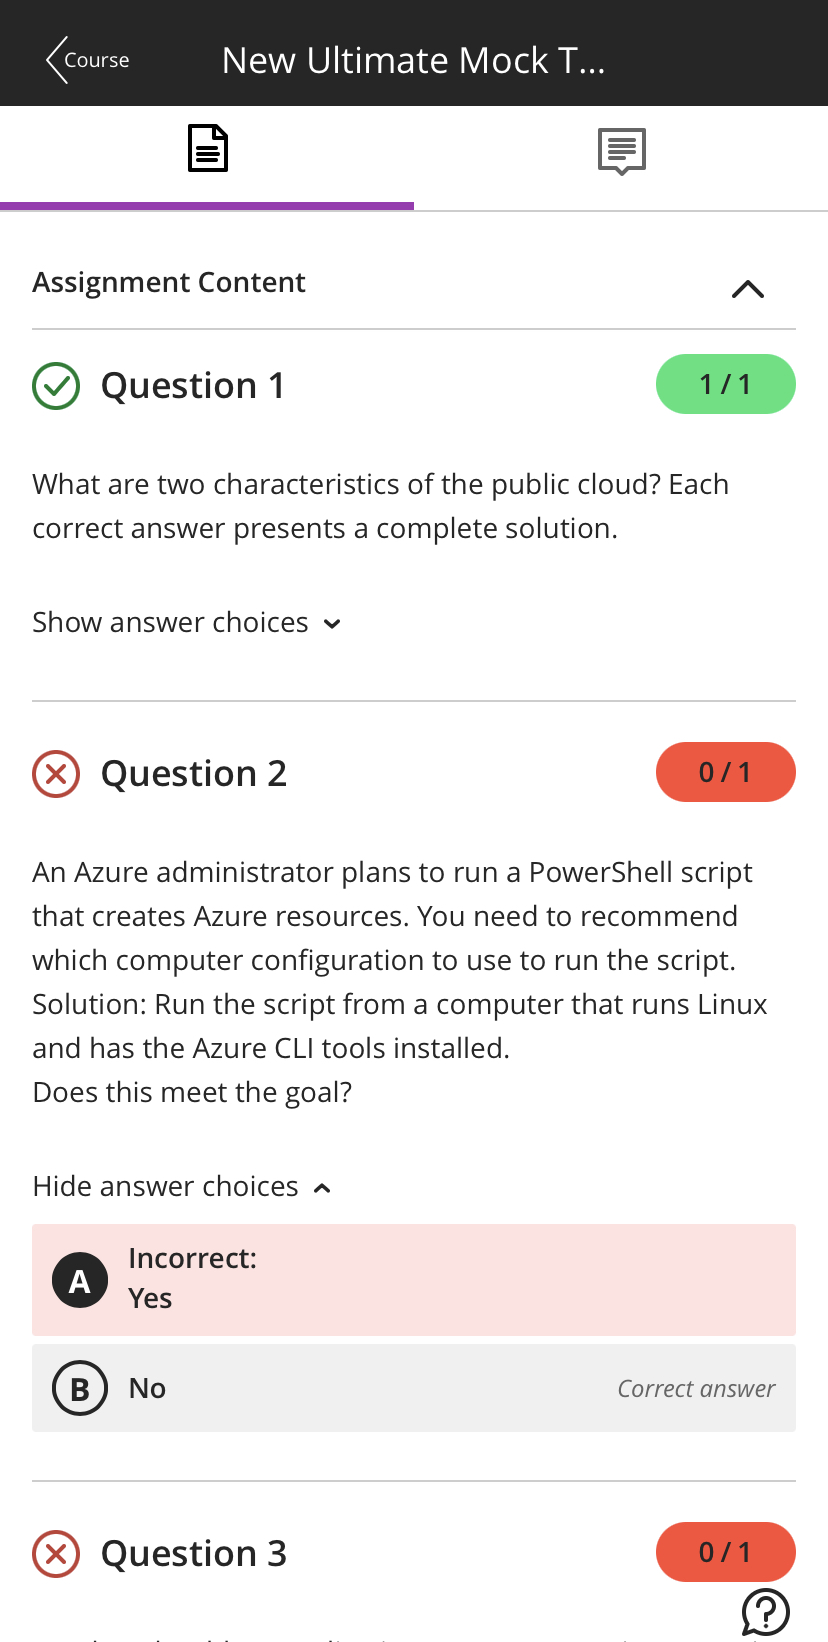 Course
New Ultimate Mock T...
Assignment Content
Question 1
1 / 1
What are two characteristics of the public cloud? Each
correct answer presents a complete solution.
Show answer choices
Question 2
0 / 1
An Azure administrator plans to run a PowerShell script
that creates Azure resources. You need to recommend
which computer configuration to use to run the script.
Solution: Run the script from a computer that runs Linux
and has the Azure CLI tools installed.
Does this meet the goal?
Hide answer choices
A
Incorrect:
Yes
B
No
Correct answer
Question 3
0 / 1